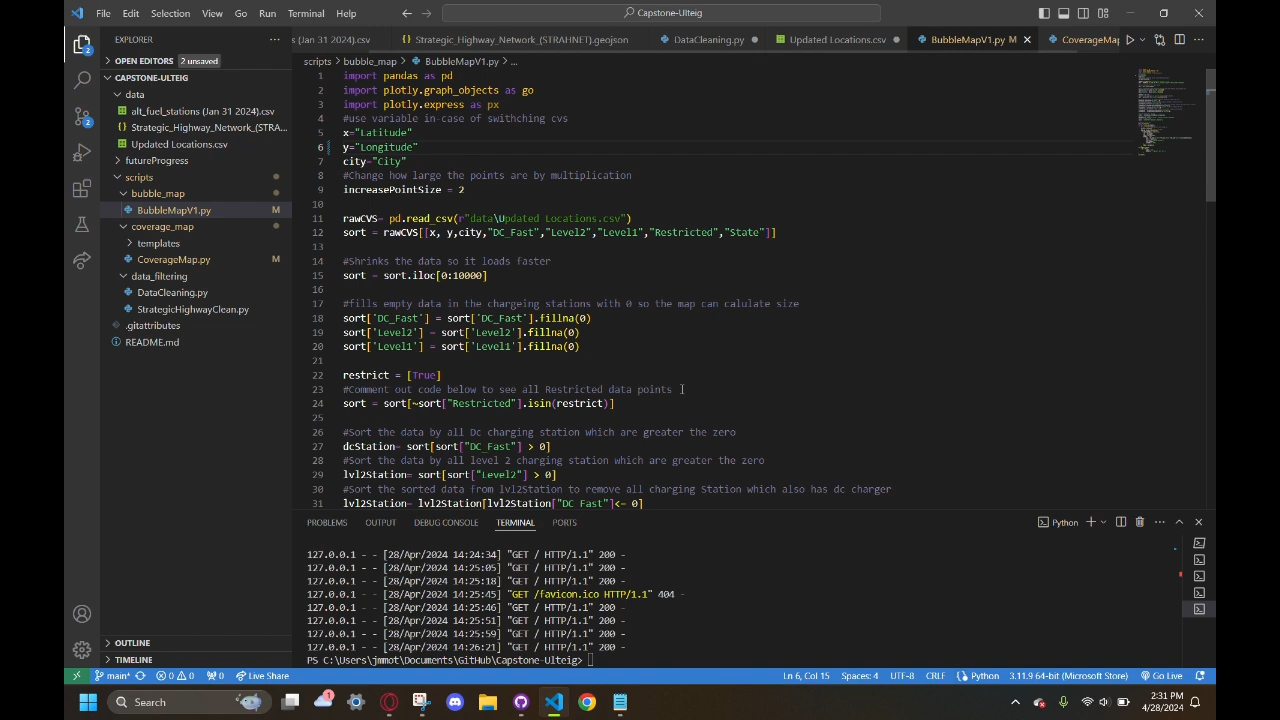 File Edit Selection View Go Run Terminal Help
Capstone-Ulteig
EXPLORER
s (Jan 31 2024).csv
Strategic_Highway_Network_(STRAHNET).geojson
DataCleaning.py
Updated Locations.csv
BubbleMapV1.py M
CoverageMap
OPEN EDITORS 2 unsaved
CAPSTONE-ULTEIG
data
alt_fuel_stations (Jan 31 2024).csv
Strategic_Highway_Network_(STRA...
Updated Locations.csv
futureProgress
scripts
bubble_map
BubbleMapV1.py M
coverage_map
templates
CoverageMap.py M
data_filtering
DataCleaning.py
StrategicHighwayClean.py
.gitattributes
README.md
OUTLINE
TIMELINE
scripts > bubble_map > BubbleMapV1.py > ...
1 import pandas as pd
2 import plotly.graph_objects as go
3 import plotly.express as px
4 #use variable in case of swithching cvs
5 x="Latitude"
6 y="Longitude"
7 city="City"
8 #Change how large the points are by multiplication
9 increasePointSize = 2
10
11 rawCVS= pd.read_csv(r"data\Updated Locations.csv")
12 sort = rawCVS[[x, y,city,"DC_Fast","Level2","Level1","Restricted","State"]]
13
14 #Shrinks the data so it loads faster
15 sort = sort.iloc[0:10000]
16
17 #fills empty data in the chargeing stations with 0 so the map can calulate size
18 sort['DC_Fast'] = sort['DC_Fast'].fillna(0)
19 sort['Level2'] = sort['Level2'].fillna(0)
20 sort['Level1'] = sort['Level1'].fillna(0)
21
22 restrict = [True]
23 #Comment out code below to see all Restricted data points
24 sort = sort[~sort["Restricted"].isin(restrict)]
25
26 #Sort the data by all Dc charging station which are greater the zero
27 dcStation= sort[sort["DC_Fast"] > 0]
28 #Sort the data by all level 2 charging station which are greater the zero
29 lvl2Station= sort[sort["Level2"] > 0]
30 #Sort the sorted data from lvl2Station to remove all charging Station which also has dc charger
31 lvl2Station= lvl2Station[lvl2Station["DC_Fast"]<= 0]
PROBLEMS OUTPUT DEBUG CONSOLE TERMINAL PORTS
Python
127.0.0.1 - - [28/Apr/2024 14:24:34] "GET / HTTP/1.1" 200 -
127.0.0.1 - - [28/Apr/2024 14:25:05] "GET / HTTP/1.1" 200 -
127.0.0.1 - - [28/Apr/2024 14:25:18] "GET / HTTP/1.1" 200 -
127.0.0.1 - - [28/Apr/2024 14:25:45] "GET /favicon.ico HTTP/1.1" 404 -
127.0.0.1 - - [28/Apr/2024 14:25:46] "GET / HTTP/1.1" 200 -
127.0.0.1 - - [28/Apr/2024 14:25:51] "GET / HTTP/1.1" 200 -
127.0.0.1 - - [28/Apr/2024 14:25:59] "GET / HTTP/1.1" 200 -
127.0.0.1 - - [28/Apr/2024 14:26:21] "GET / HTTP/1.1" 200 -
PS C:\Users\jmmot\Documents\GitHub\Capstone-Ulteig>
main* 0 0 0 Live Share
Ln 6, Col 15 Spaces: 4 UTF-8 CRLF Python 3.11.9 64-bit (Microsoft Store) Go Live
Search
2:31 PM
4/28/2024